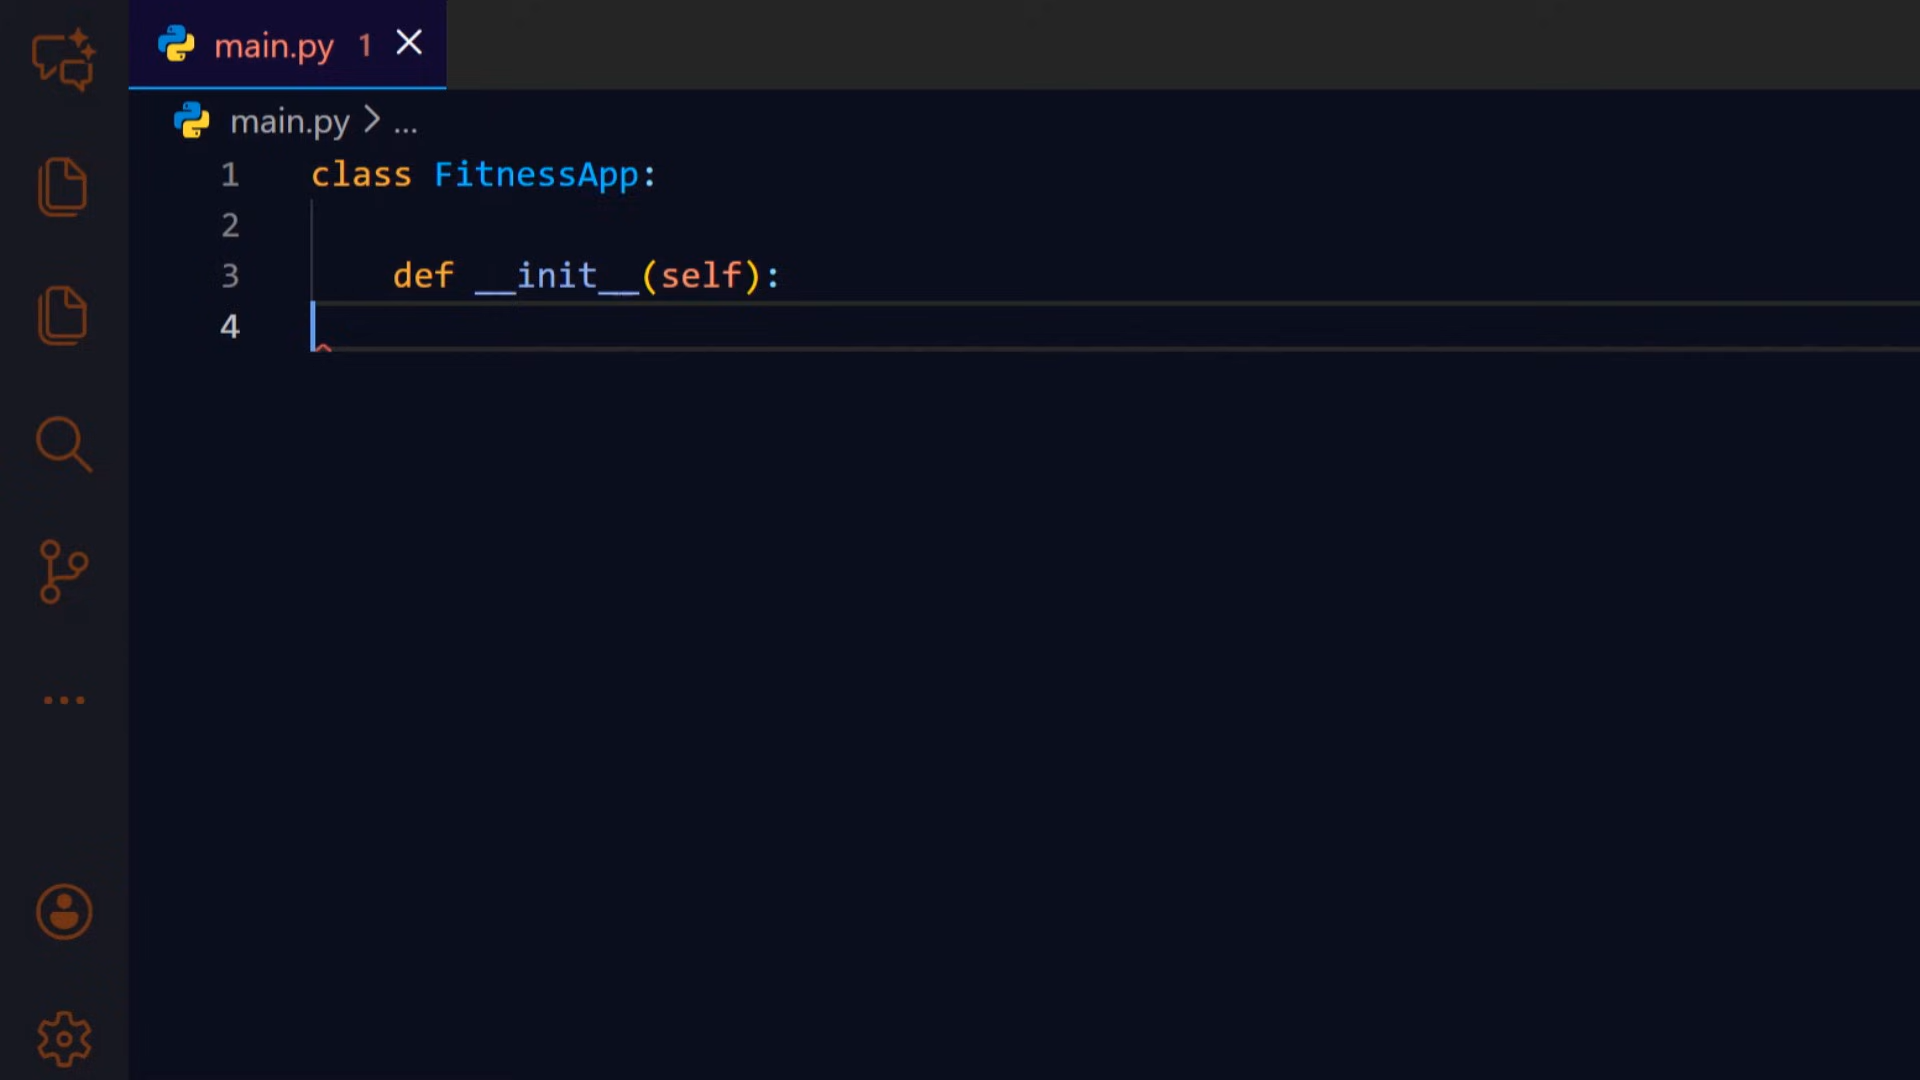 main.py 1
main.py > ...
1 class FitnessApp:
2
3 def __init__(self):
4